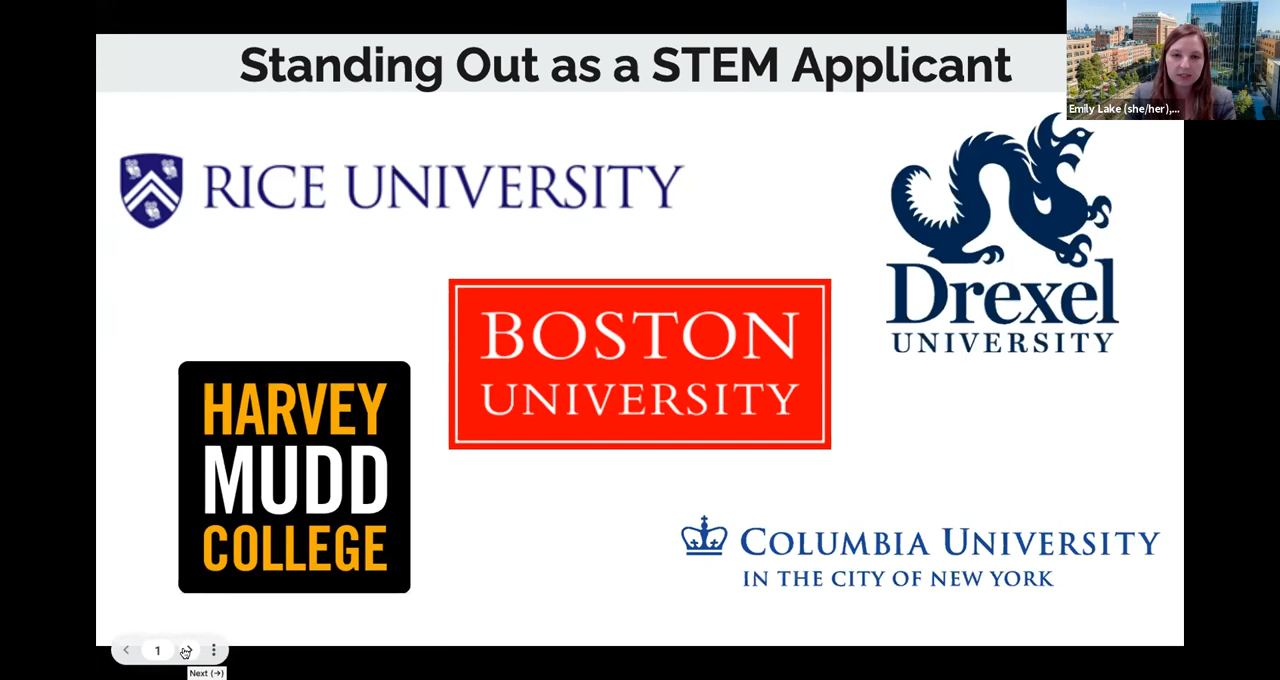 Standing Out as a STEM Applicant
Emily Lake (she/her),...
RICE UNIVERSITY
Drexel
UNIVERSITY
BOSTON
UNIVERSITY
HARVEY
MUDD
COLLEGE
COLUMBIA UNIVERSITY
IN THE CITY OF NEW YORK
1
Next (→)